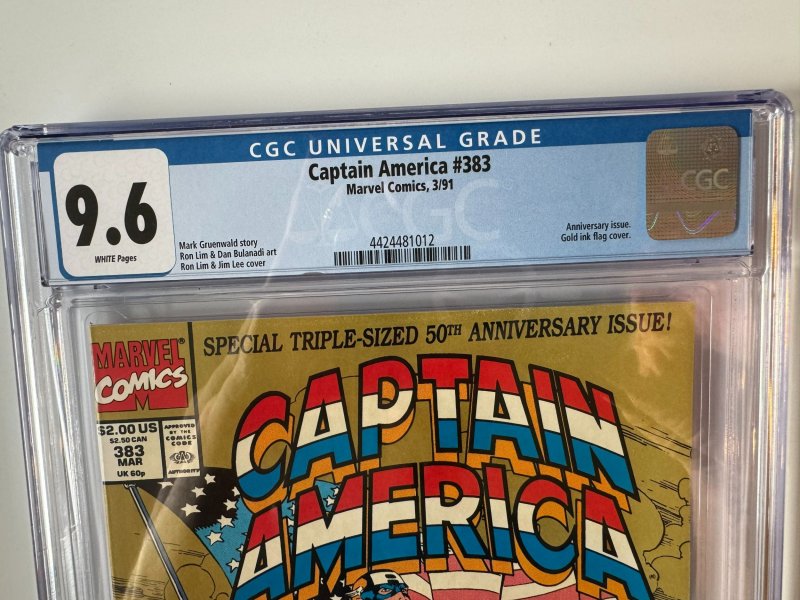 CGC UNIVERSAL GRADE
9.6
WHITE Pages
Captain America #383
Marvel Comics, 3/91
Mark Gruenwald story
Ron Lim & Dan Bulanadi art
Ron Lim & Jim Lee cover
4424481012
Anniversary issue.
Gold ink flag cover.
CGC
CGC
SPECIAL TRIPLE-SIZED 50TH ANNIVERSARY ISSUE!
MARVEL
COMICS
M
$2.00 US
$2.50 CAN
383
MAR
UK 60p
APPROVED
BY THE
COMICS
CODE
AUTHORITY
CAPTAIN
AMERICA